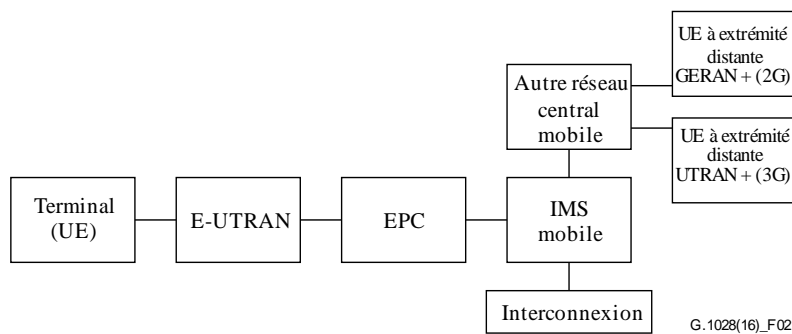 UE à extrémité
distante
GERAN + (2G)
Autre réseau
central
mobile
UE à extrémité
distante
UTRAN + (3G)
Terminal
(UE)
E-UTRAN
EPC
IMS
mobile
Interconnexion
G.1028(16)_F02